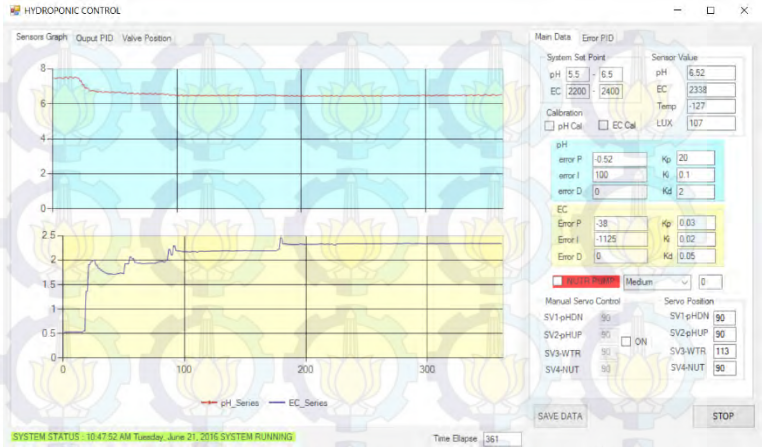 HYDROPONIC CONTROL
Sensors Graph Ouput PID Valve Position
8
6
4
2
0
2.5
2
1.5
1
0.5
0
0 100 200 300
pH_Series EC_Series
SYSTEM STATUS : 10:47:52 AM Tuesday, June 21, 2016 SYSTEM RUNNING
Time Ellapse 361
Main Data Error PID
System Set Point
pH 5.5 - 6.5
EC 2200 - 2400
Calibration
pH Cal EC Cal
Sensor Value
pH 6.52
EC 2338
Temp -127
LUX 107
pH
error P -0.52 Kp 20
error I 100 Ki 0.1
error D 0 Kd 2
EC
Error P -38 Kp 0.03
Error I -1125 Ki 0.02
Error D 0 Kd 0.05
Medium 0
Manual Servo Control
SV1-pHDN 90
SV2-pHUP 90
SV3-WTR 90
SV4-NUT 90
ON
Servo Position
SV1-pHDN 90
SV2-pHUP 90
SV3-WTR 113
SV4-NUT 90
SAVE DATA STOP